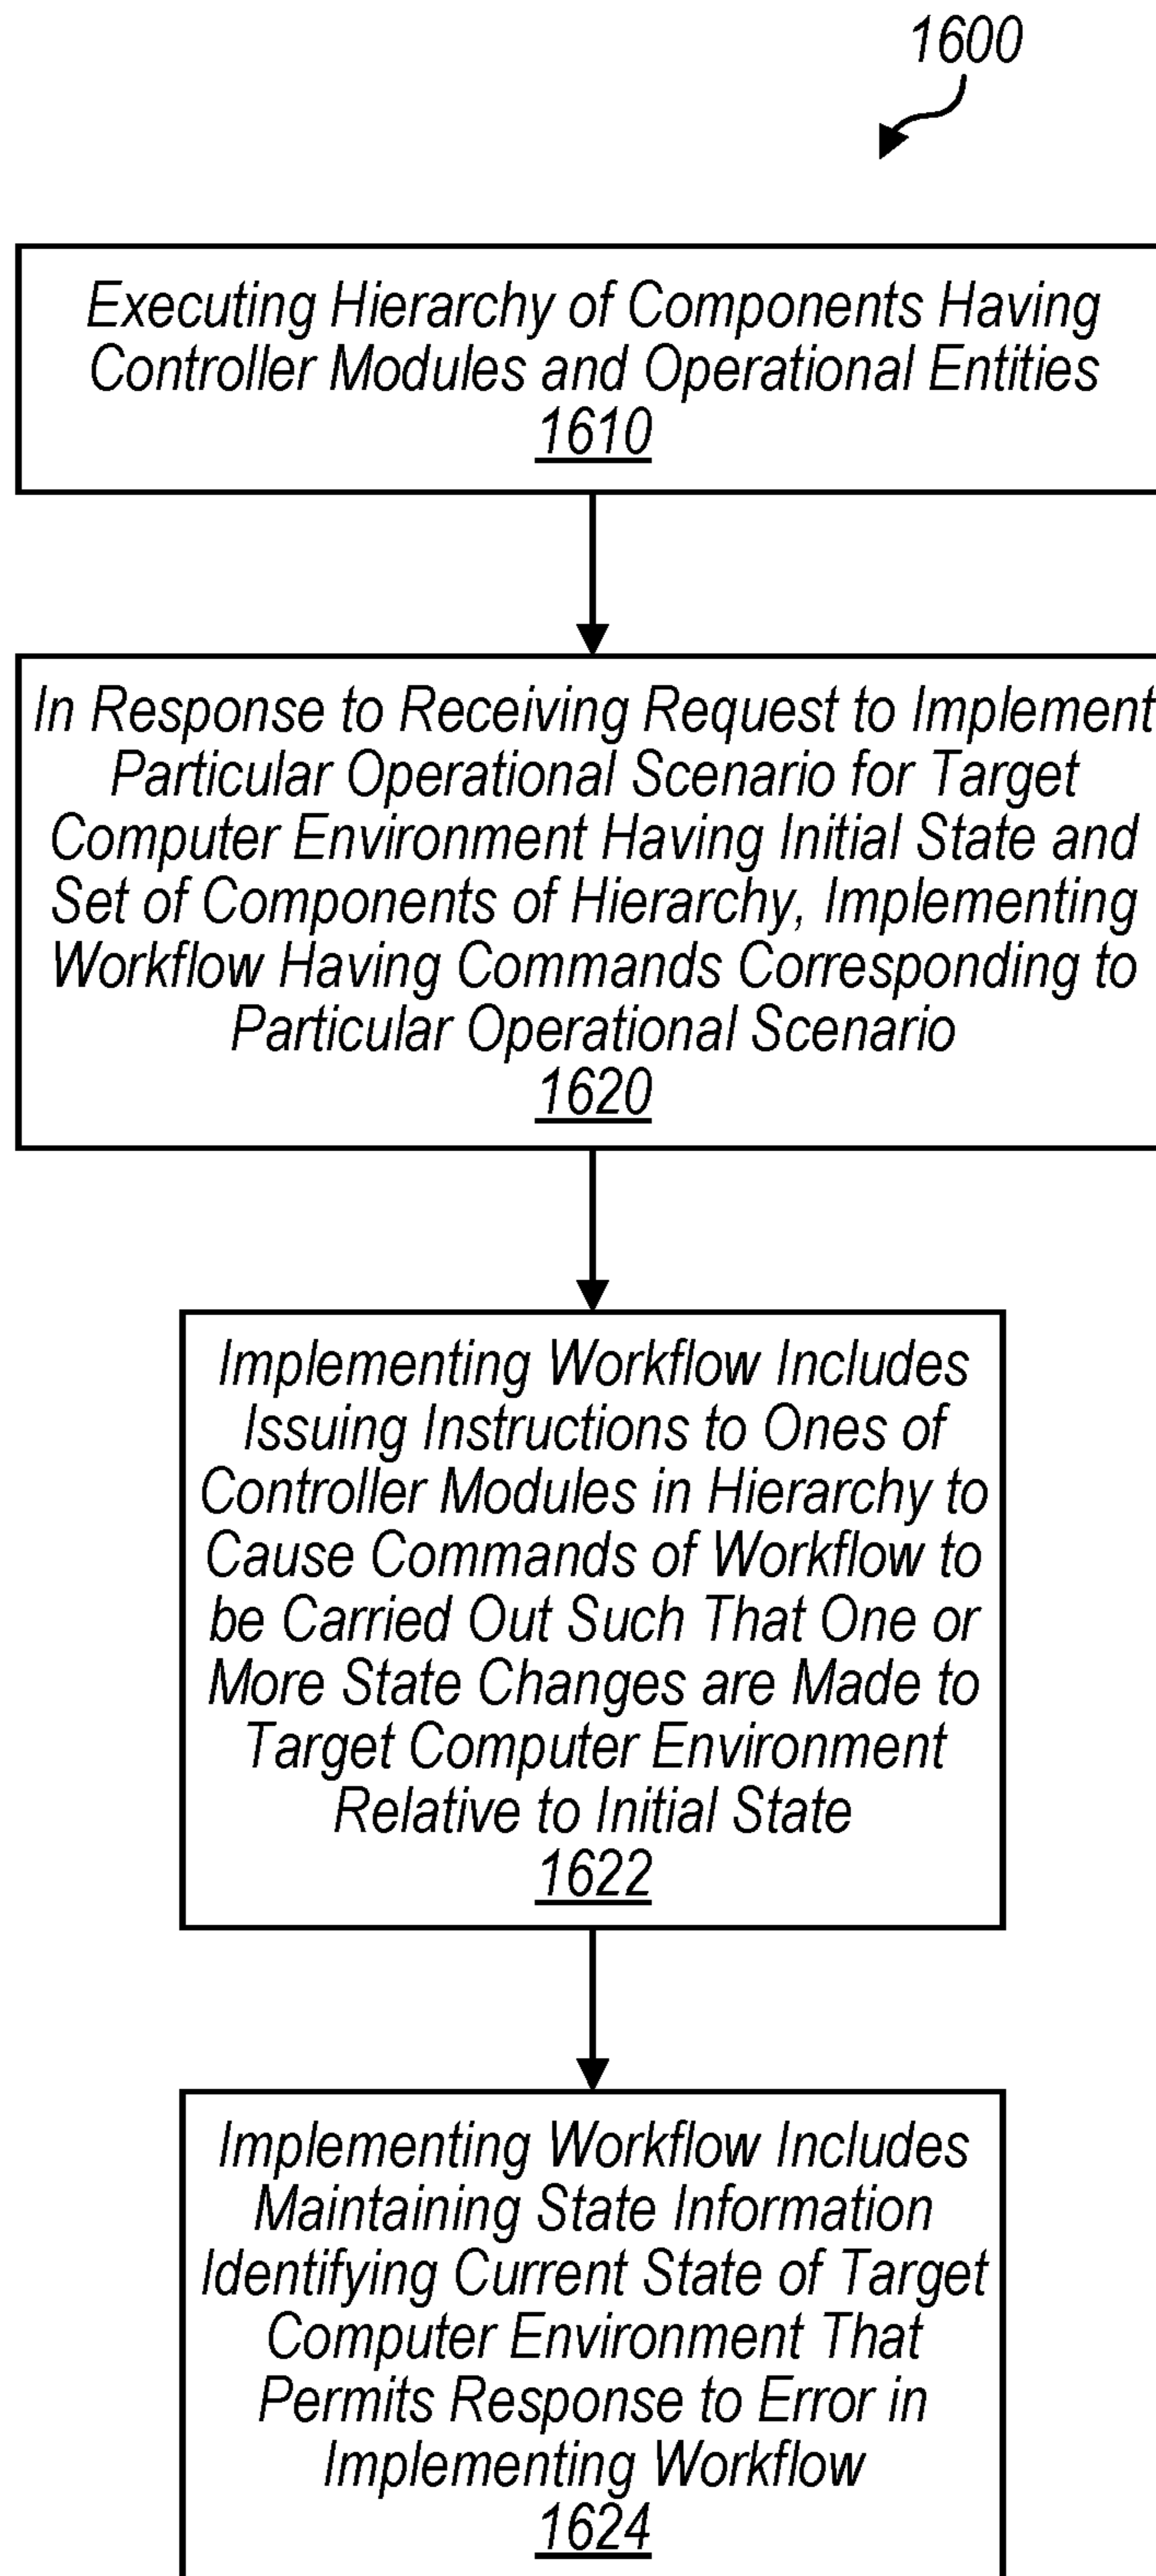 1600
Executing Hierarchy of Components Having
Controller Modules and Operational Entities
1610
In Response to Receiving Request to Implement
Particular Operational Scenario for Target
Computer Environment Having Initial State and
Set of Components of Hierarchy, Implementing
Workflow Having Commands Corresponding to
Particular Operational Scenario
1620
Implementing Workflow Includes
Issuing Instructions to Ones of
Controller Modules in Hierarchy to
Cause Commands of Workflow to
be Carried Out Such That One or
More State Changes are Made to
Target Computer Environment
Relative to Initial State
1622
Implementing Workflow Includes
Maintaining State Information
Identifying Current State of Target
Computer Environment That
Permits Response to Error in
Implementing Workflow
1624